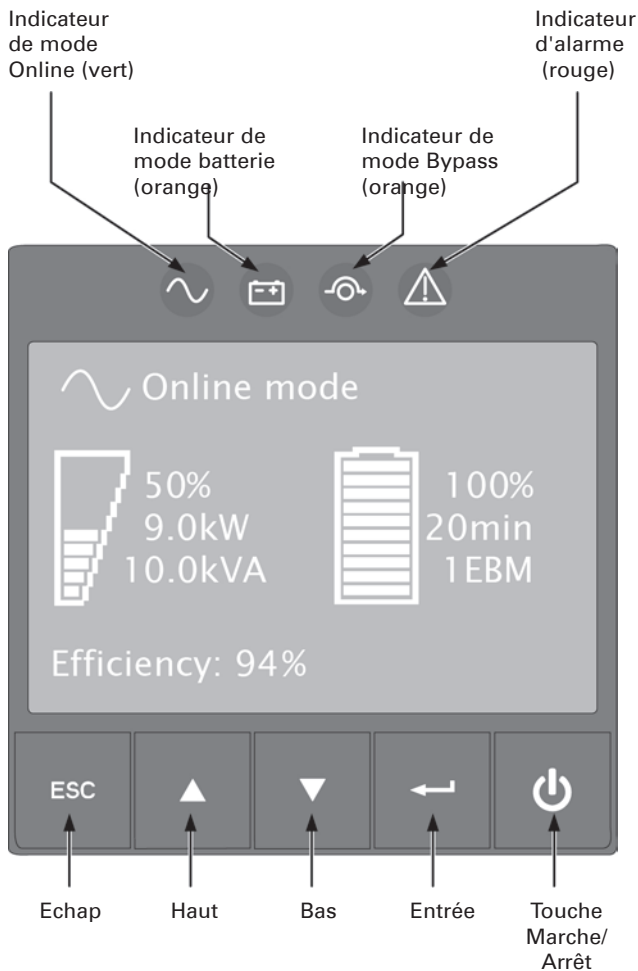 Indicateur
de mode
Online (vert)
Indicateur
d'alarme
(rouge)
Indicateur de
mode batterie
(orange)
Indicateur de
mode Bypass
(orange)
Online mode
50%
9.0kW
10.0kVA
100%
20min
1EBM
Efficiency: 94%
ESC
Echap
Haut
Bas
Entrée
Touche
Marche/
Arrêt